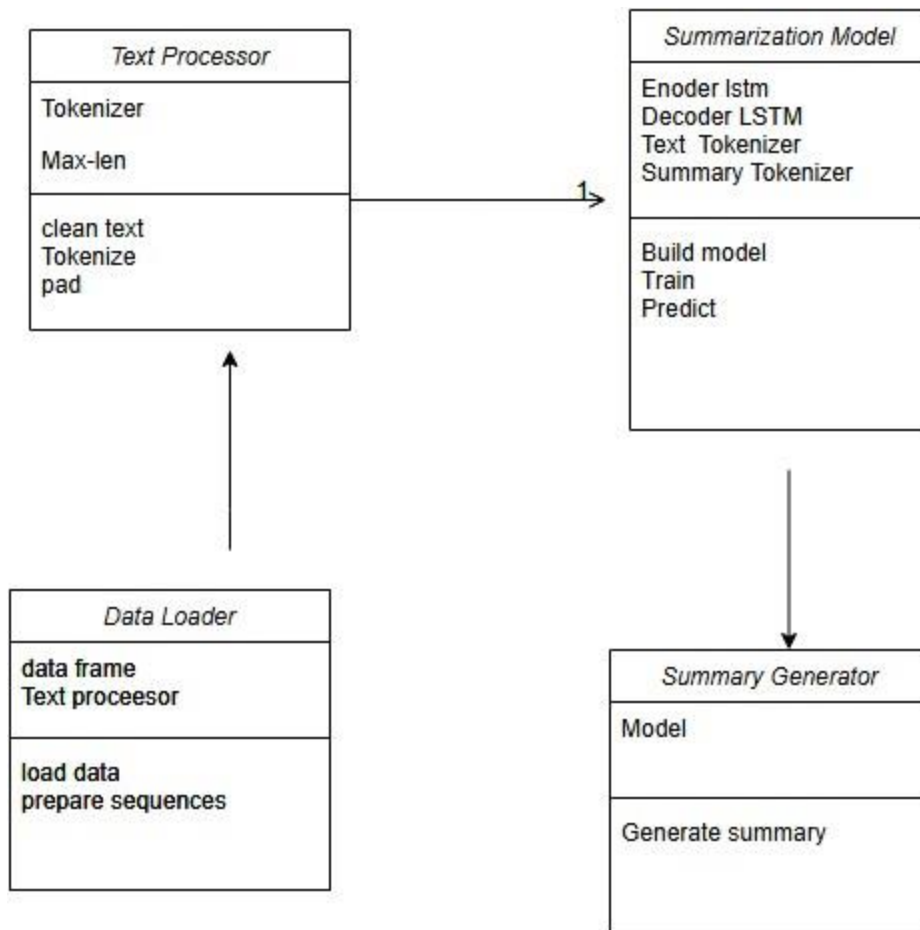 Text Processor
Tokenizer
Max-len
clean text
Tokenize
pad
1
Summarization Model
Enoder lstm
Decoder LSTM
Text Tokenizer
Summary Tokenizer
Build model
Train
Predict
Data Loader
data frame
Text proceesor
load data
prepare sequences
Summary Generator
Model
Generate summary